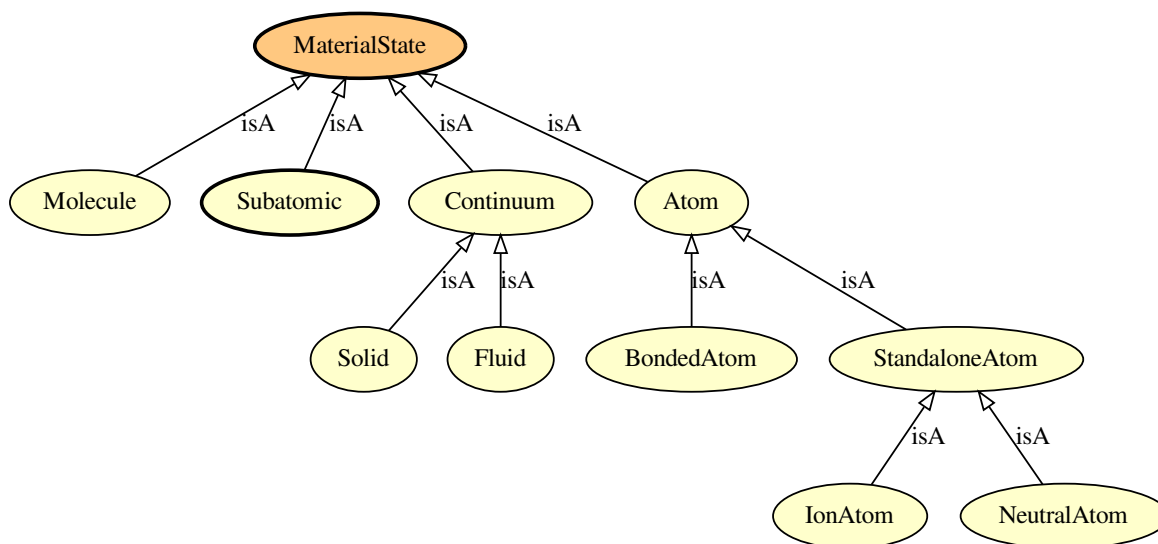 MaterialState
isA
isA
isA
isA
Molecule
Subatomic
Continuum
Atom
isA
isA
isA
isA
Solid
Fluid
BondedAtom
StandaloneAtom
isA
isA
IonAtom
NeutralAtom